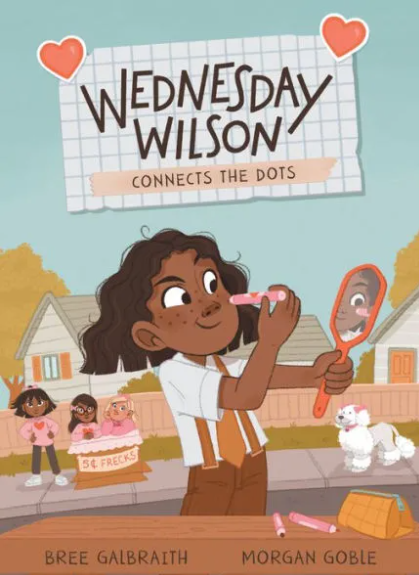 WEDNESDAY
WILSON
CONNECTS THE DOTS
5¢ FRECKS
BREE GALBRAITH MORGAN GOBLE